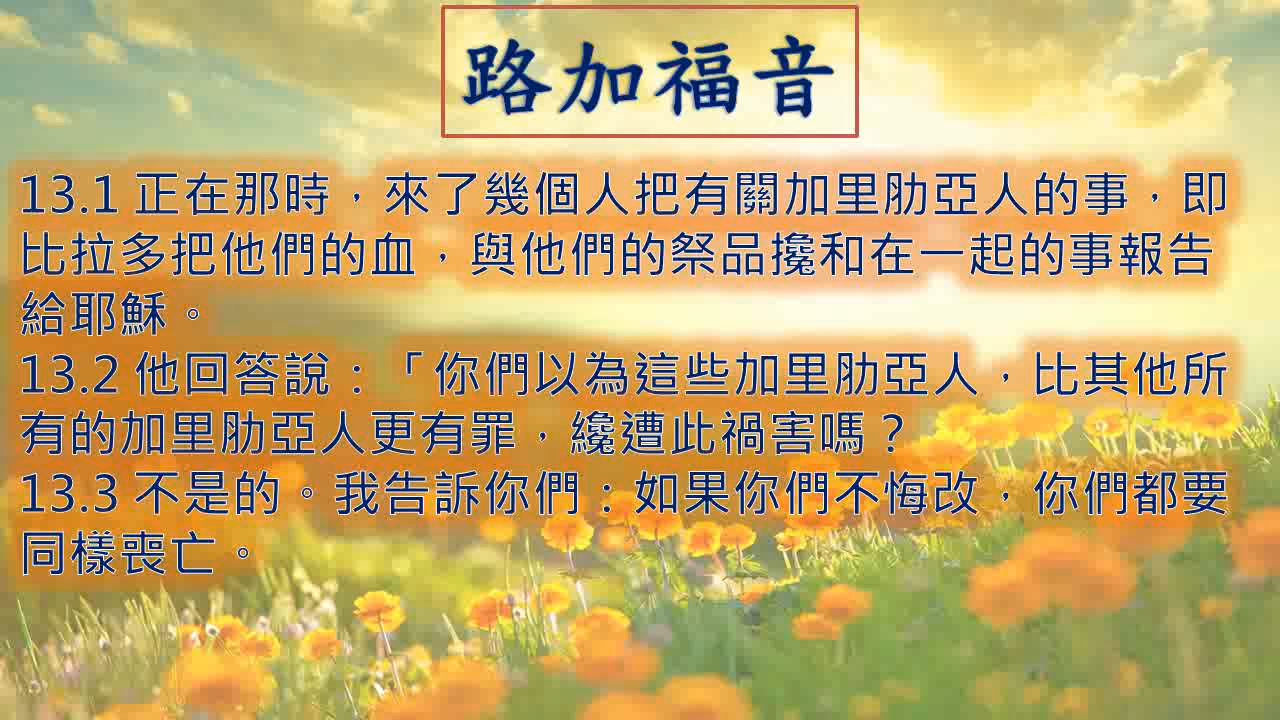 路加福音
13.1 正在那時，來了幾個人把有關加里肋亞人的事，即
比拉多把他們的血，與他們的祭品攙和在一起的事報告
給耶穌。
13.2 他回答說：「你們以為這些加里肋亞人，比其他所
有的加里肋亞人更有罪，纔遭此禍害嗎？
13.3 不是的。我告訴你們：如果你們不悔改，你們都要
同樣喪亡。